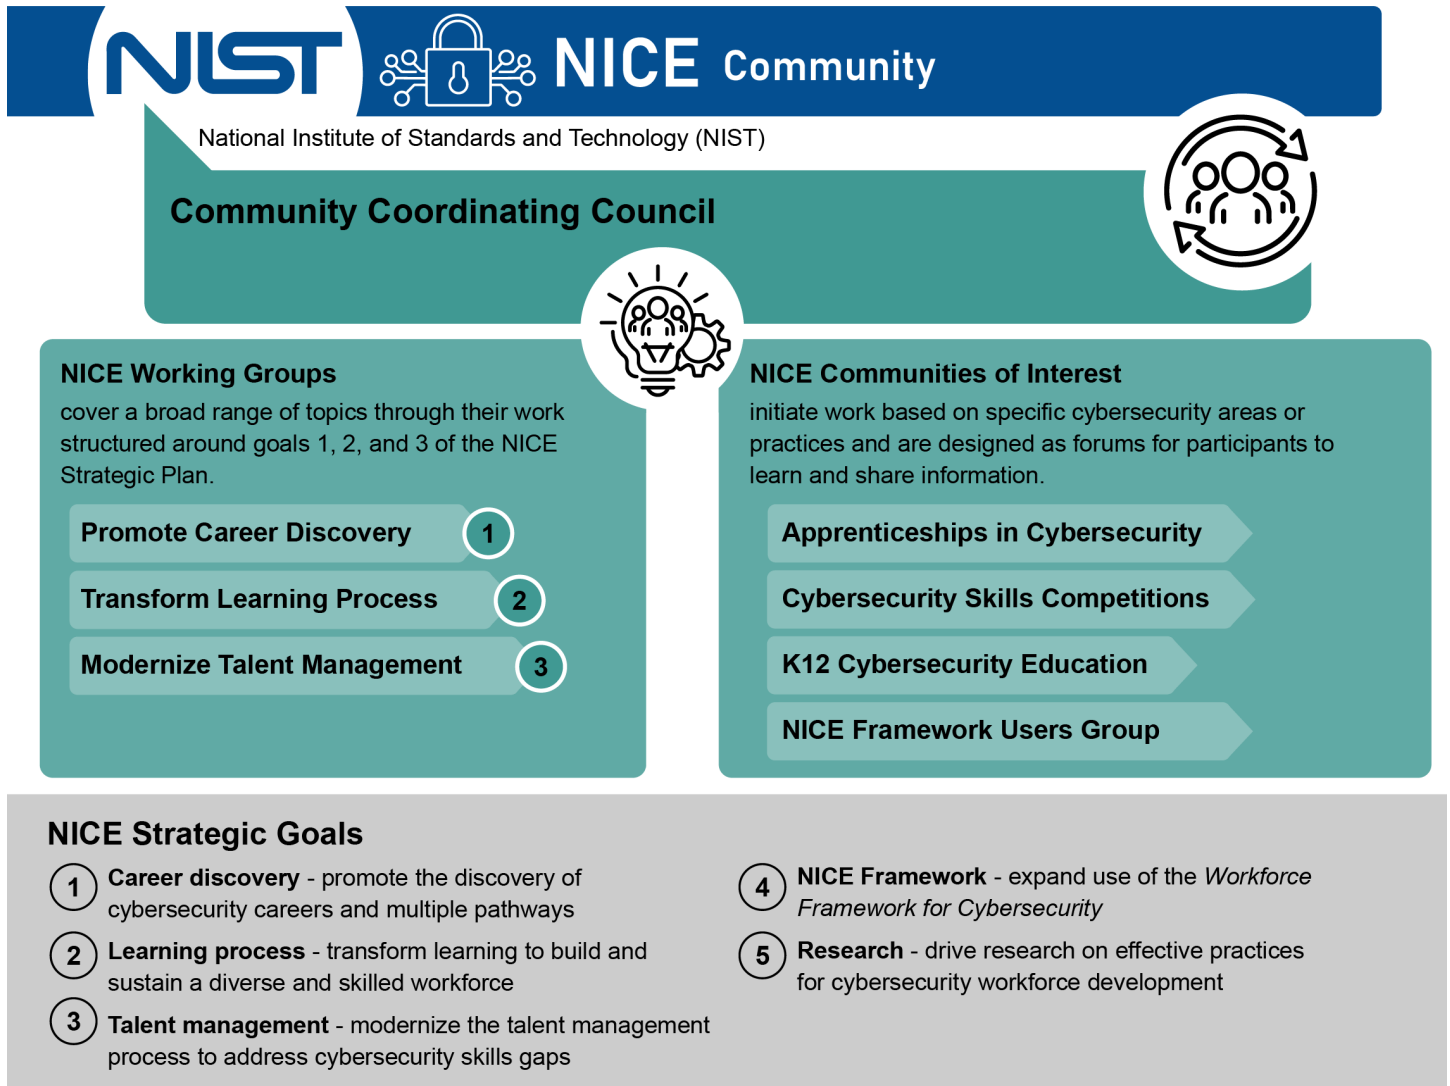 NIST
NICE Community
National Institute of Standards and Technology (NIST)
Community Coordinating Council
NICE Working Groups
cover a broad range of topics through their work
structured around goals 1, 2, and 3 of the NICE
Strategic Plan.
Promote Career Discovery 1
Transform Learning Process 2
Modernize Talent Management 3
NICE Communities of Interest
initiate work based on specific cybersecurity areas or
practices and are designed as forums for participants to
learn and share information.
Apprenticeships in Cybersecurity
Cybersecurity Skills Competitions
K12 Cybersecurity Education
NICE Framework Users Group
NICE Strategic Goals
1 Career discovery - promote the discovery of
cybersecurity careers and multiple pathways
2 Learning process - transform learning to build and
sustain a diverse and skilled workforce
3 Talent management - modernize the talent management
process to address cybersecurity skills gaps
4 NICE Framework - expand use of the Workforce
Framework for Cybersecurity
5 Research - drive research on effective practices
for cybersecurity workforce development